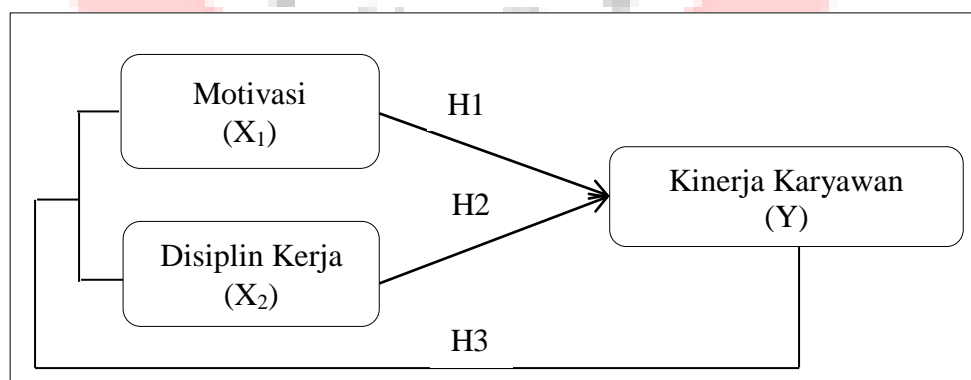 Motivasi
(X₁)
H1
Kinerja Karyawan
(Y)
H2
Disiplin Kerja
(X₂)
H3